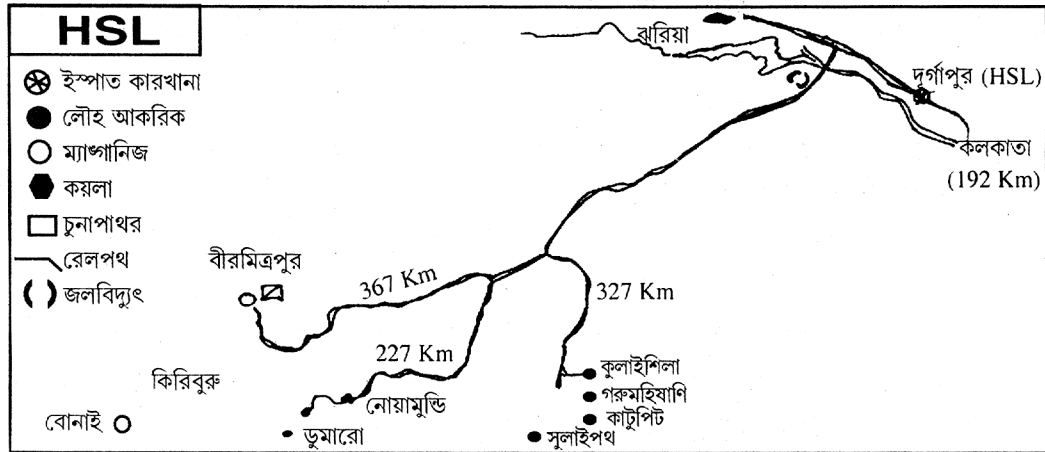 HSL
ইস্পাত কারখানা
লৌহ আকরিক
ম্যাঙ্গানিজ
কয়লা
চুনাপাথর
রেলপথ
জলবিদ্যুৎ
ঝরিয়া
দুর্গাপুর (HSL)
কলকাতা
(192 Km)
বীরমিত্রপুর
367 Km
327 Km
227 Km
কিরিবুরু
নোয়ামুন্ডি
বোনাই
ডুমারো
কুলাইশিলা
গরুমহিষাণি
কাটুপিট
সুলাইপথ